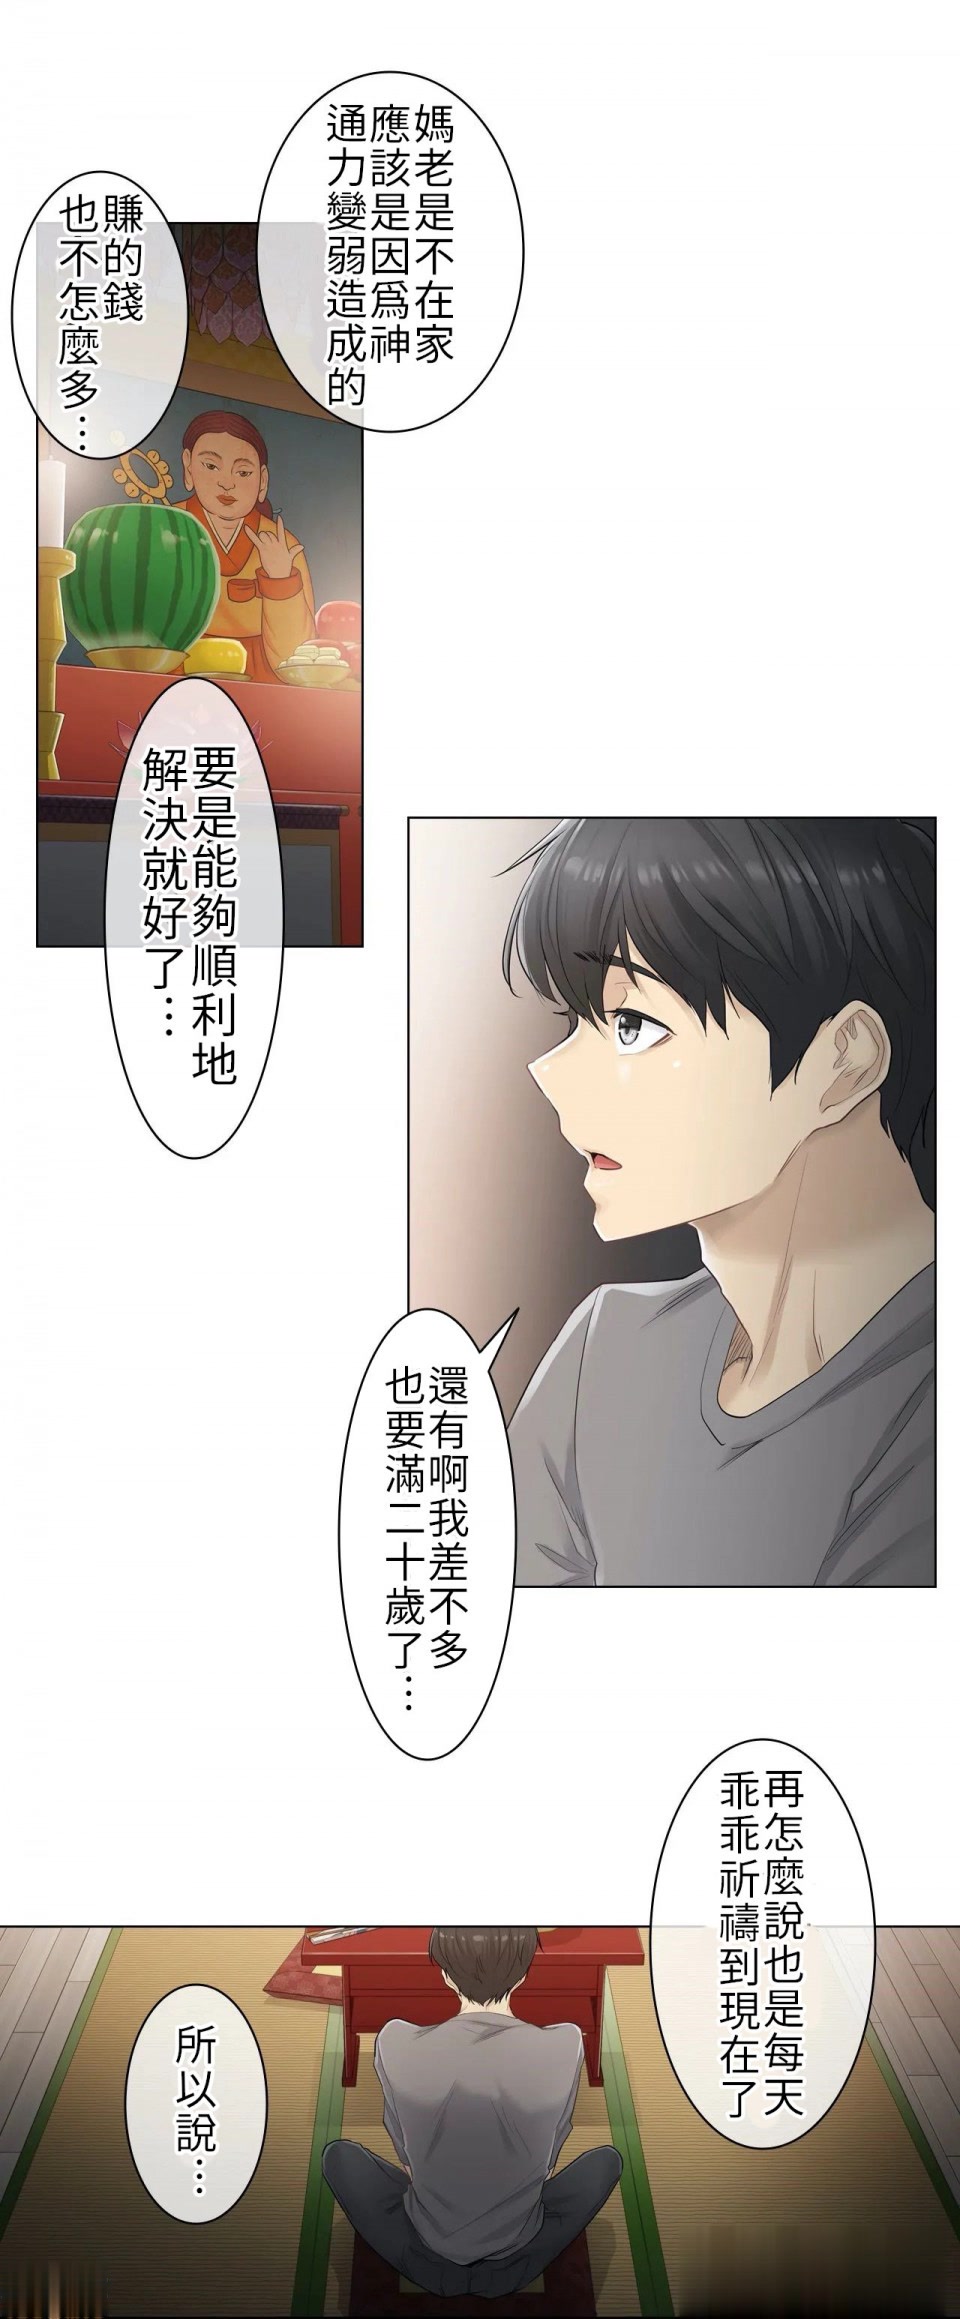 媽老是不在家
應該是因爲神
通力變弱造成的
賺的錢
也不怎麼多…
要是能夠順利地
解決就好了…
還有啊我差不多
也要滿二十歲了…
再怎麼說也是每天
乖乖祈禱到現在了
所以說…